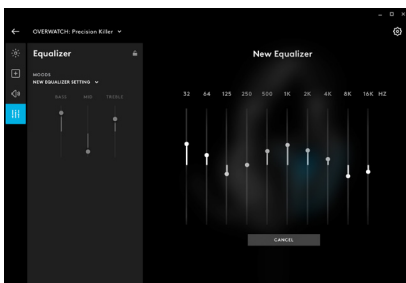 OVERWATCH: Precision Killer
Equalizer
MOODS
NEW EQUALIZER SETTING
BASS MID TREBLE
New Equalizer
32 64 125 250 500 1K 2K 4K 8K 16K HZ
CANCEL